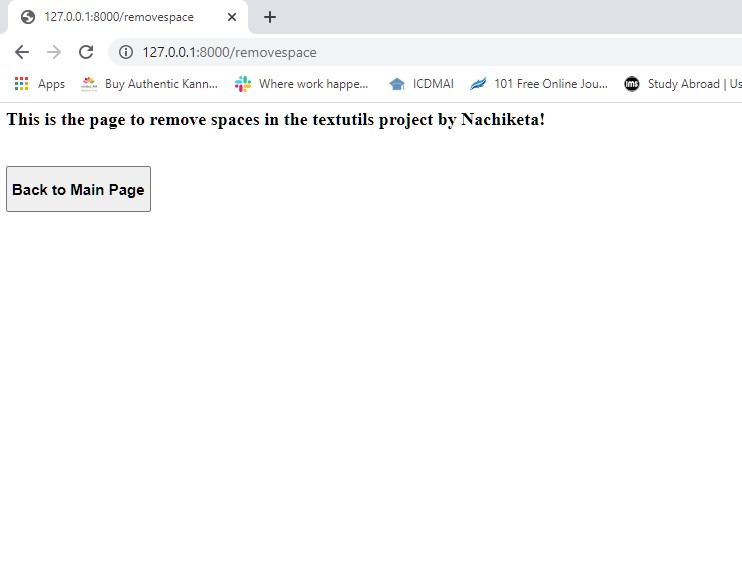 127.0.0.1:8000/removespace
127.0.0.1:8000/removespace
Apps Buy Authentic Kann... Where work happe... ICDMAI 101 Free Online Jou... ims Study Abroad | Us
This is the page to remove spaces in the textutils project by Nachiketa!
Back to Main Page